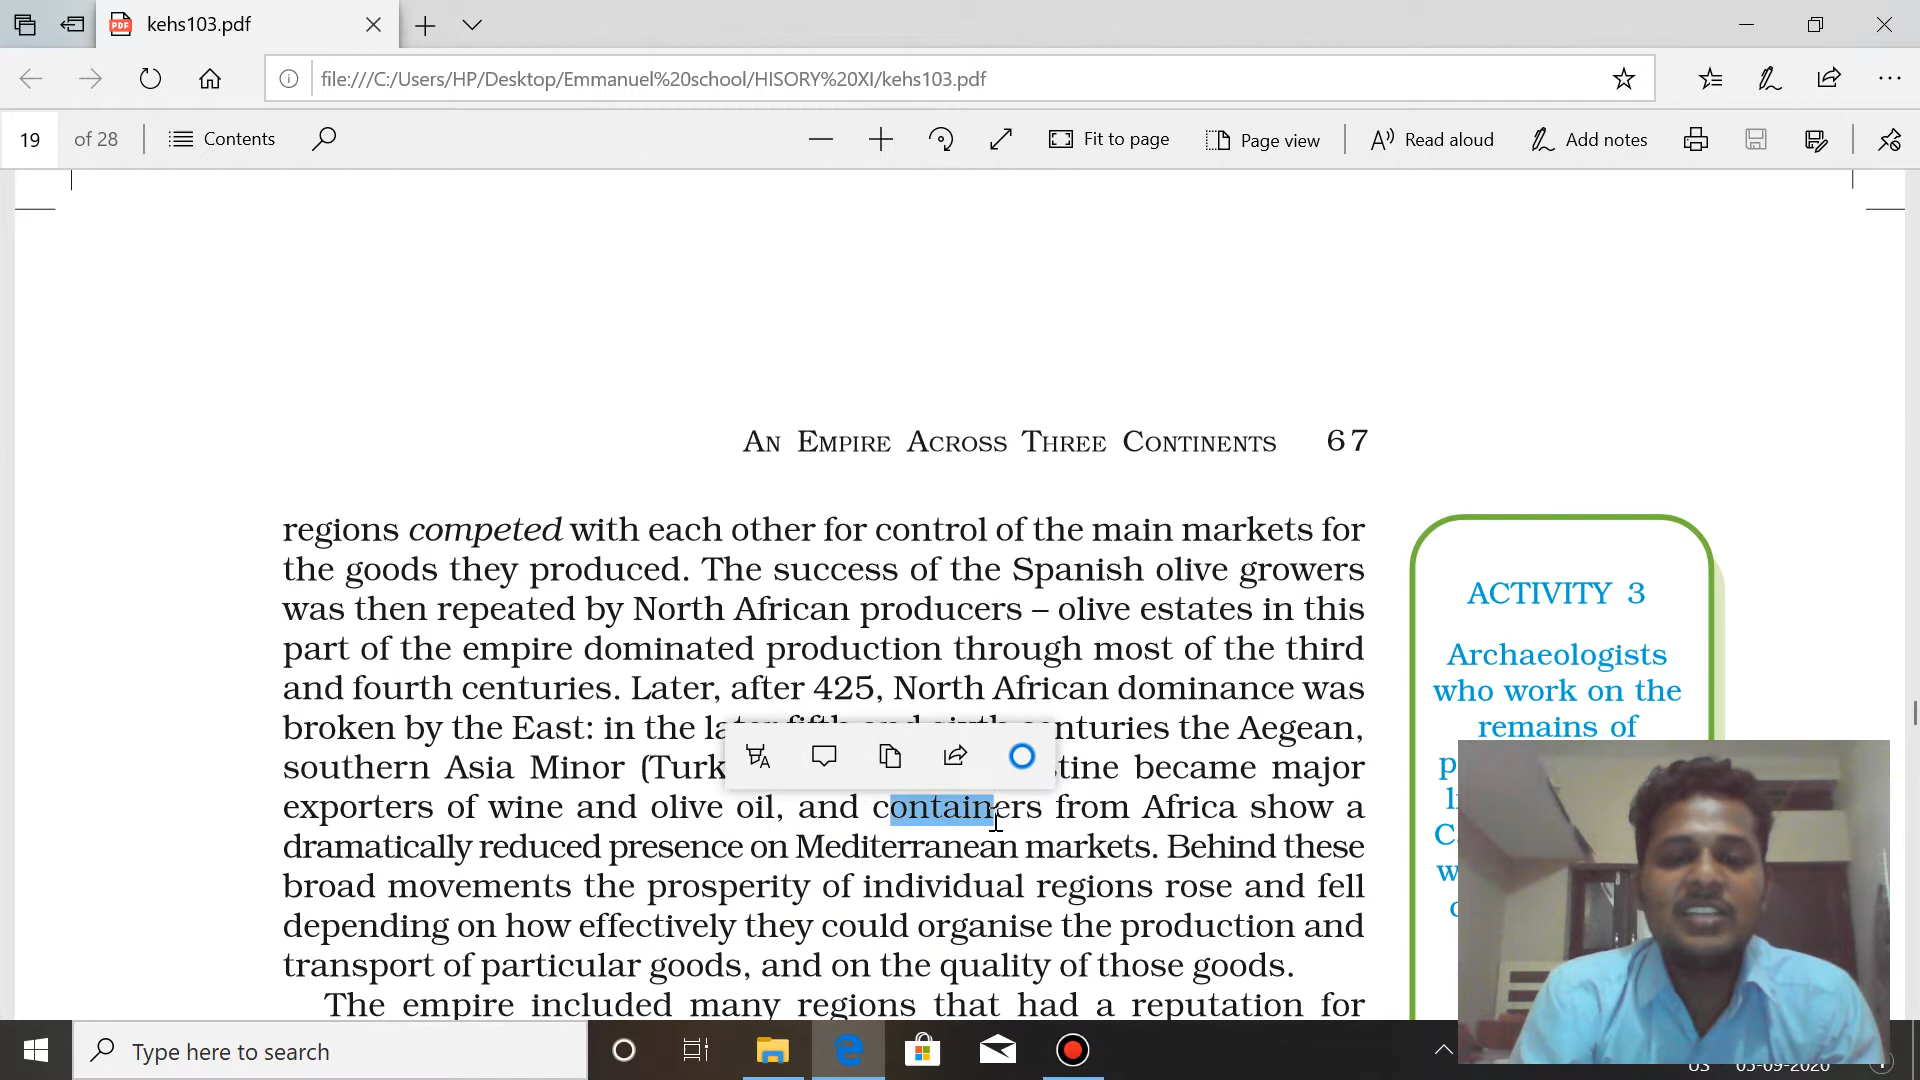 kehs103.pdf
file:///C:/Users/HP/Desktop/Emmanuel%20school/HISORY%20XI/kehs103.pdf
19 of 28 Contents Fit to page Page view Read aloud Add notes
AN EMPIRE ACROSS THREE CONTINENTS 67
regions competed with each other for control of the main markets for
the goods they produced. The success of the Spanish olive growers
was then repeated by North African producers – olive estates in this
part of the empire dominated production through most of the third
and fourth centuries. Later, after 425, North African dominance was
broken by the East: in the later fifth and sixth centuries the Aegean,
southern Asia Minor (Turk
became major
exporters of wine and olive oil, and containers from Africa show a
dramatically reduced presence on Mediterranean markets. Behind these
broad movements the prosperity of individual regions rose and fell
depending on how effectively they could organise the production and
transport of particular goods, and on the quality of those goods.
The empire included many regions that had a reputation for
ACTIVITY 3
Archaeologists
who work on the
remains of
Type here to search
US 05-09-2020